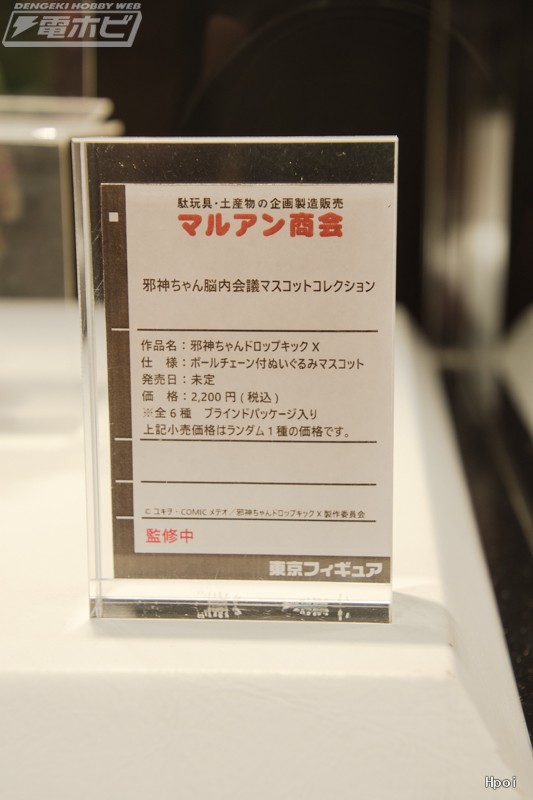 DENGEKI HOBBY WEB
電ホビ
駄玩具・土産物の企画製造販売
マルアン商会
邪神ちゃん脳内会議マスコットコレクション
作品名：邪神ちゃんドロップキックX
仕　様：ボールチェーン付ぬいぐるみマスコット
発売日：未定
価　格：2,200円(税込)
※全6種　ブラインドパッケージ入り
上記小売価格はランダム1種の価格です。
© ユキヲ・COMIC メテオ／邪神ちゃんドロップキックX製作委員会
監修中
東京フィギュア
Hpoi